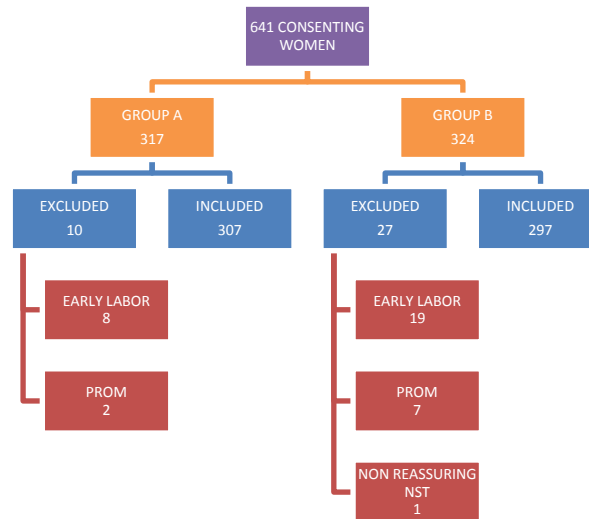 641 CONSENTING
WOMEN
GROUP A
317
GROUP B
324
EXCLUDED
10
INCLUDED
307
EXCLUDED
27
INCLUDED
297
EARLY LABOR
8
EARLY LABOR
19
PROM
2
PROM
7
NON REASSURING
NST
1